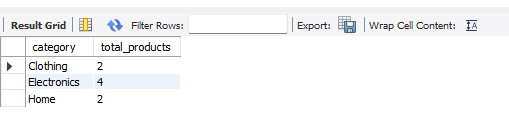 Result Grid Filter Rows: Export: Wrap Cell Content:
category total_products
Clothing 2
Electronics 4
Home 2